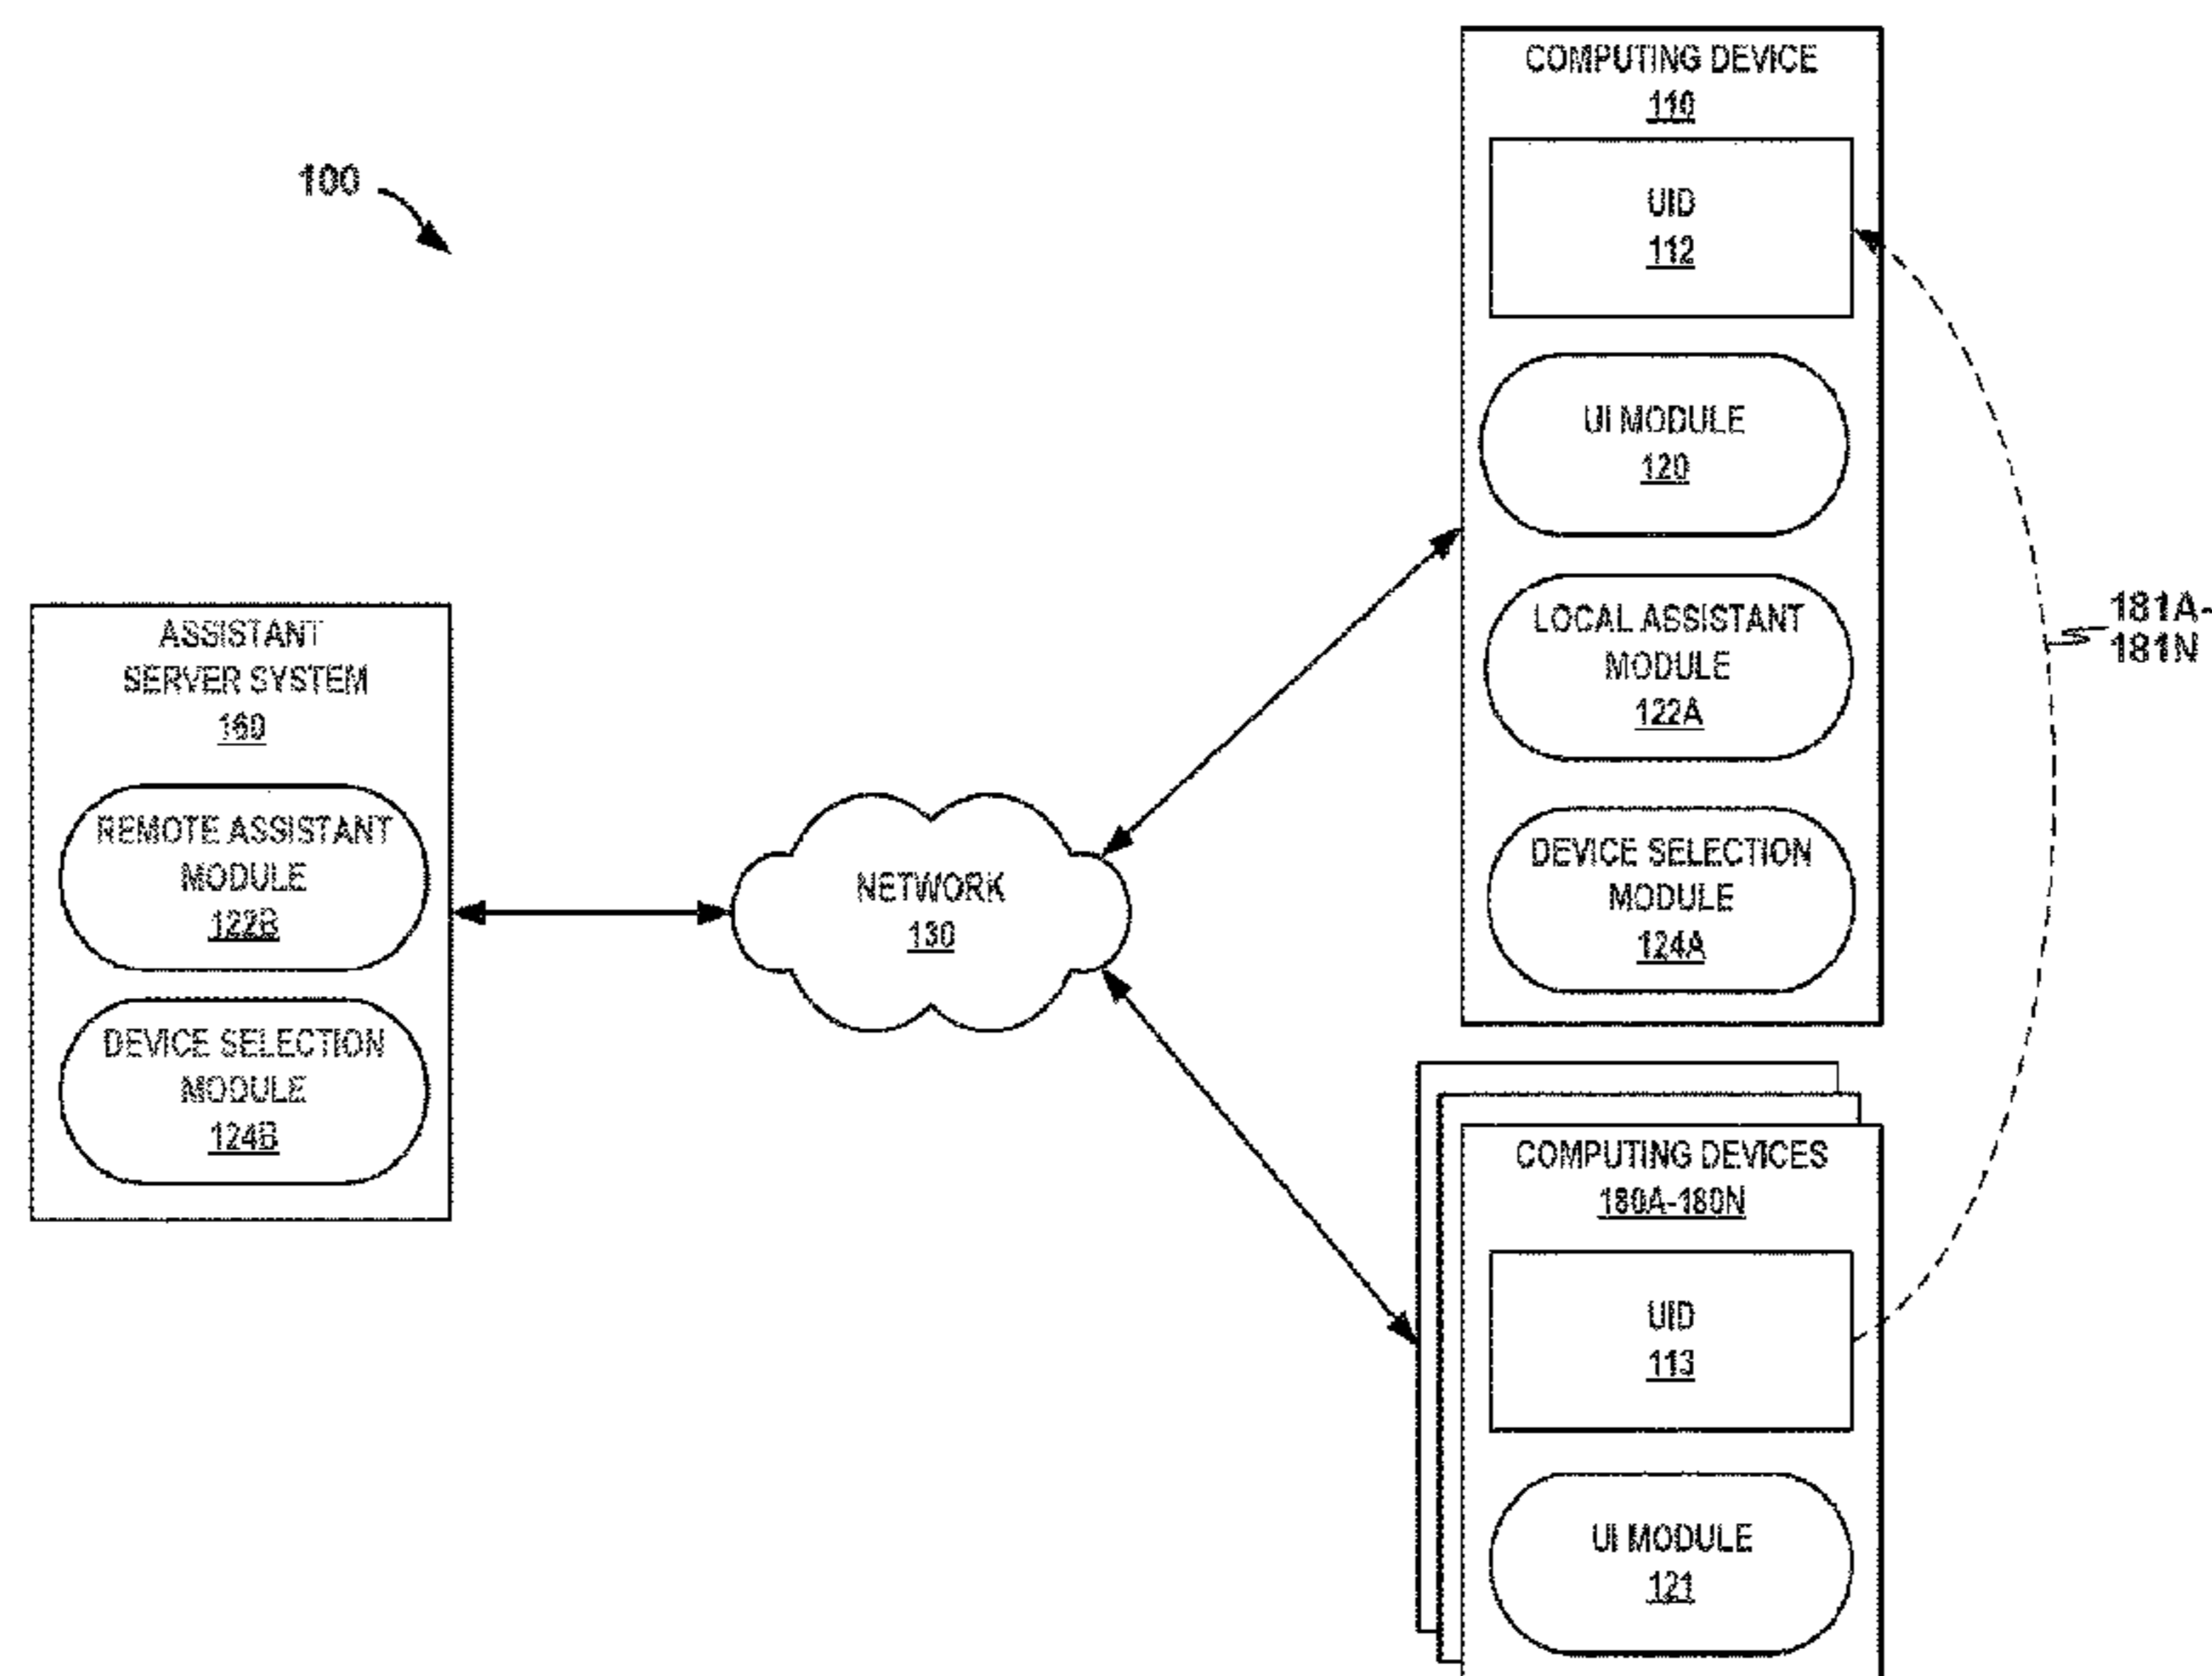 100
COMPUTING DEVICE
110
UID
112
UI MODULE
120
LOCAL ASSISTANT
MODULE
122A
DEVICE SELECTION
MODULE
124A
181A-
181N
ASSISTANT
SERVER SYSTEM
160
REMOTE ASSISTANT
MODULE
122B
DEVICE SELECTION
MODULE
124B
NETWORK
130
COMPUTING DEVICES
180A-180N
UID
113
UI MODULE
121